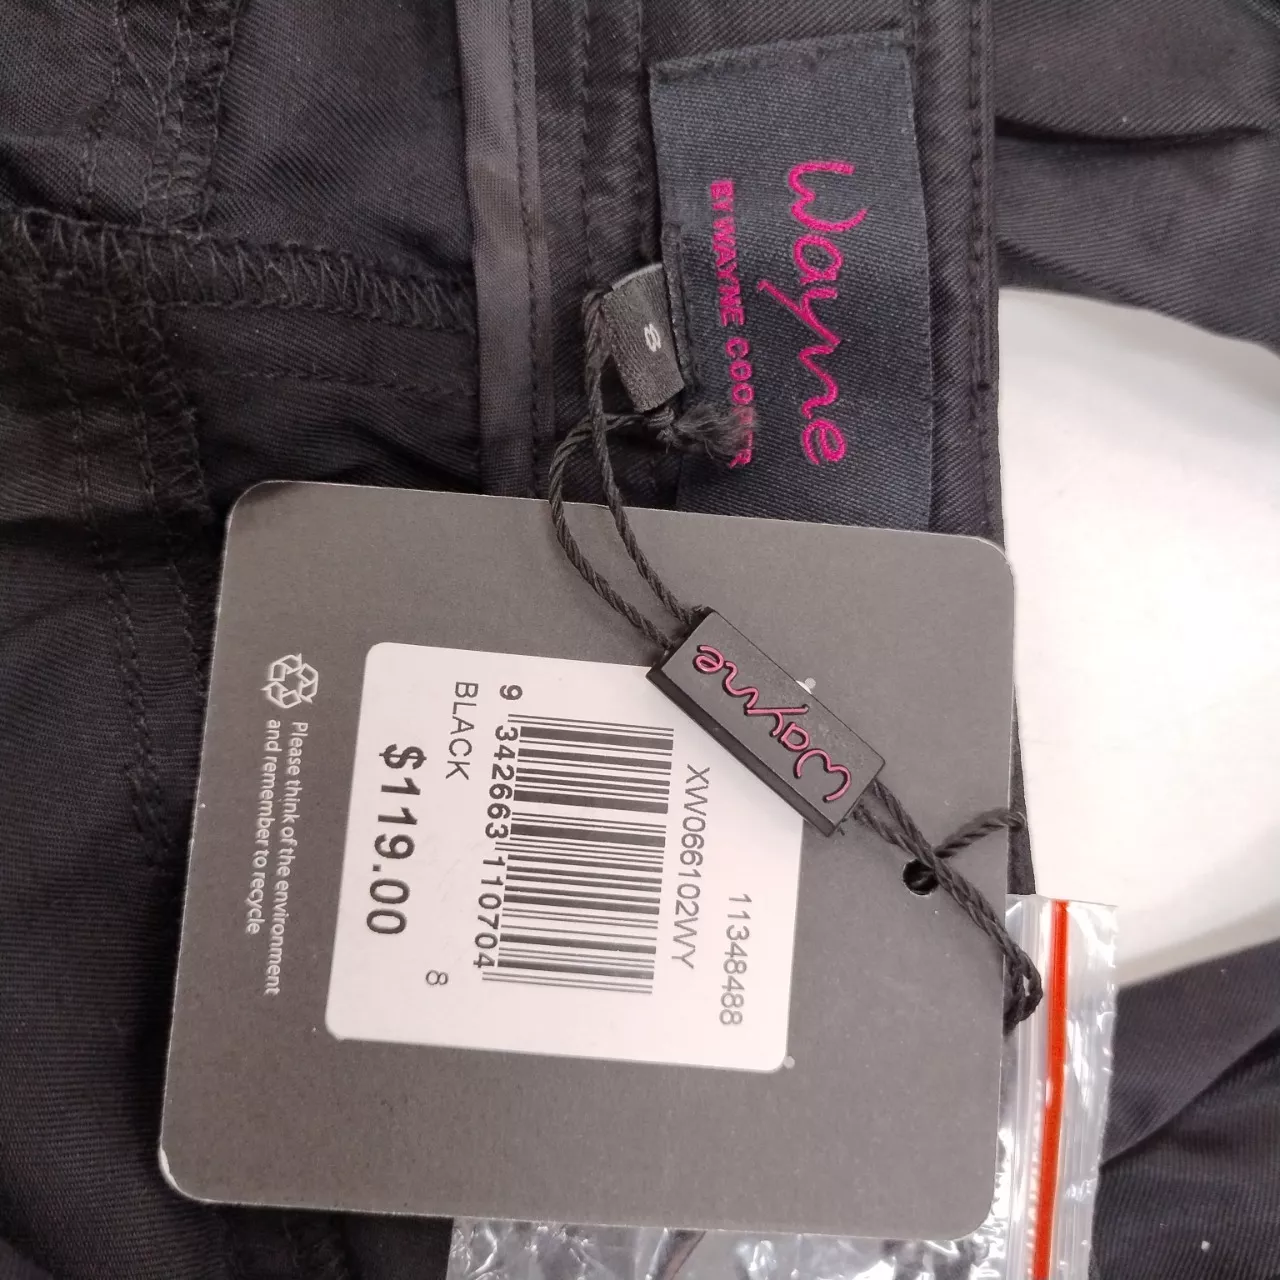 Wayne
BY WAYNE COOPER
8
Wayne
11348488
XW066102WY
9 342663 110704
BLACK
8
$119.00
Please think of the environment
and remember to recycle